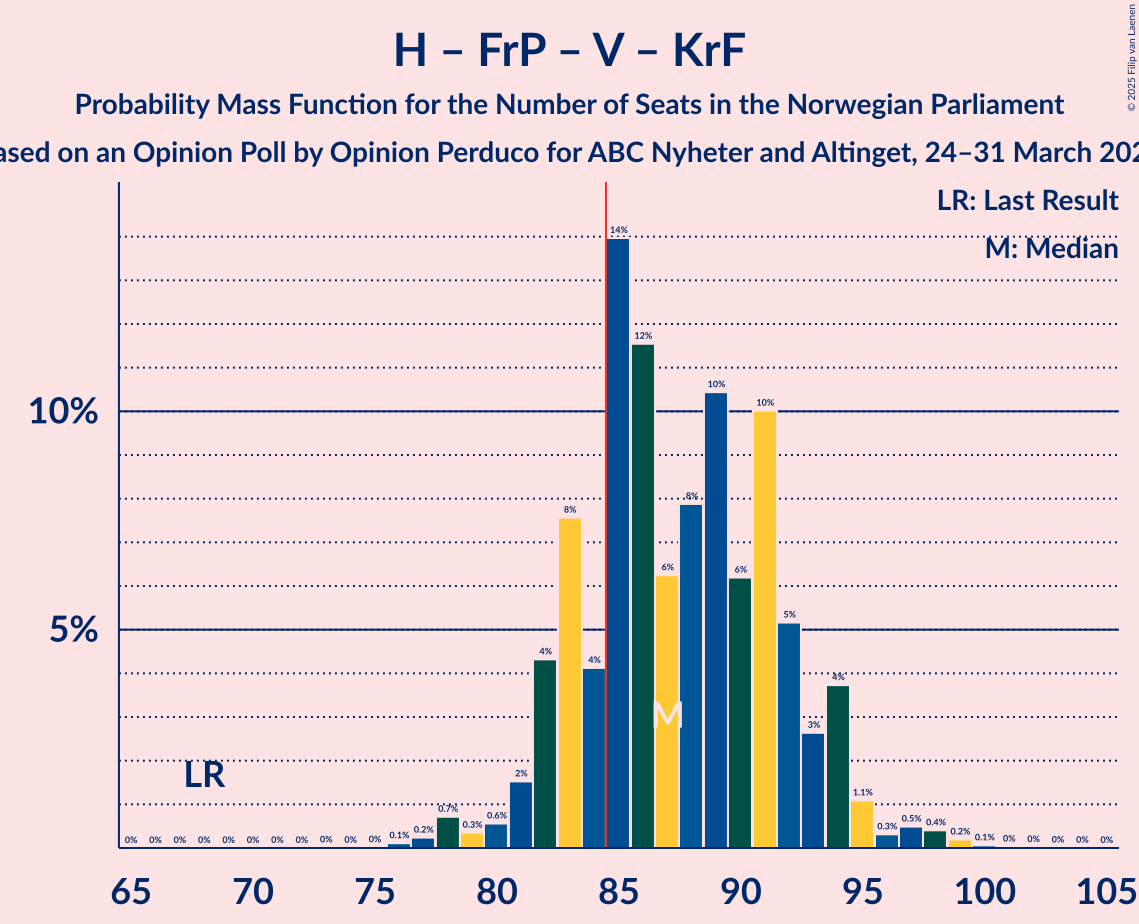 H – FrP – V – KrF
Probability Mass Function for the Number of Seats in the Norwegian Parliament
on an Opinion Poll by Opinion Perduco for ABC Nyheter and Altinget, 24–31 March
© 2025 Filip van Laenen
LR: Last Result
M: Median
14%
12%
10%
10%
10%
8%
8%
6%
6%
5%
5%
4%
4%
4%
M
3%
LR
2%
1.1%
0% 0% 0% 0% 0% 0% 0% 0% 0% 0% 0% 0.1% 0.2% 0.7% 0.3% 0.6% 0.3% 0.5% 0.4% 0.2% 0.1% 0% 0% 0% 0% 0%
65 70 75 80 85 90 95 100 105